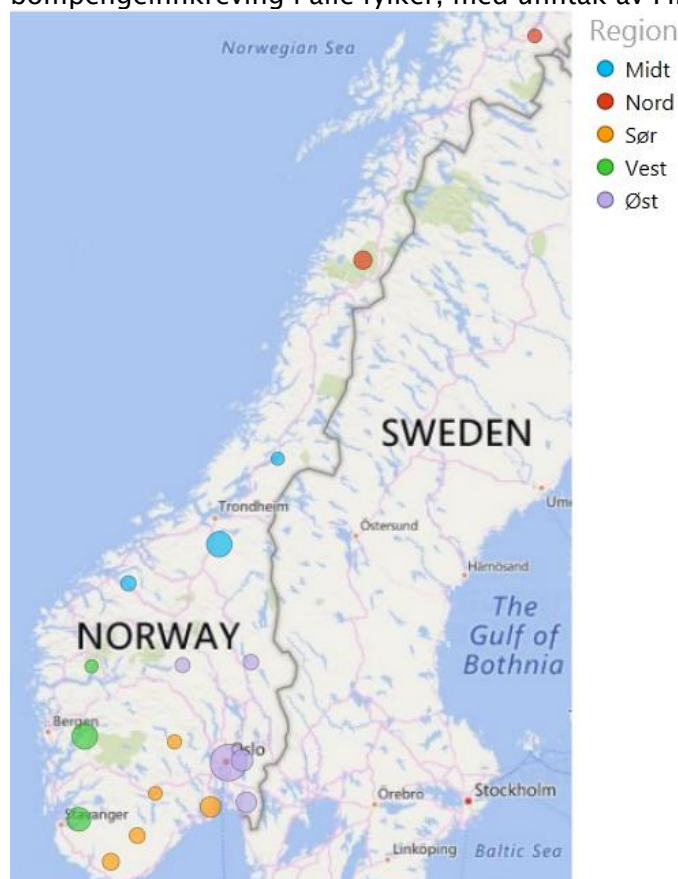 bompengeinnkreving i alle fylker, med unntak av
Norwegian Sea
Region
Midt
Nord
Sør
Vest
Øst
SWEDEN
Trondheim
Östersund
Härnösand
The
Gulf of
Bothnia
NORWAY
Bergen
Oslo
Stavanger
Örebro
Stockholm
Linköping
Baltic Sea